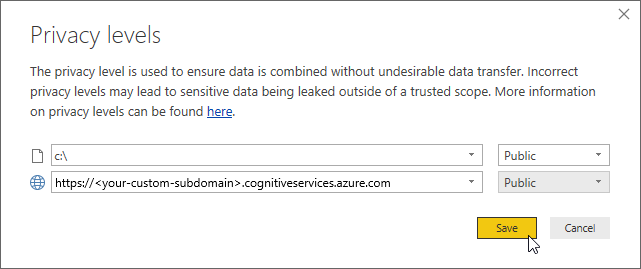 Privacy levels
The privacy level is used to ensure data is combined without undesirable data transfer. Incorrect
privacy levels may lead to sensitive data being leaked outside of a trusted scope. More information
on privacy levels can be found here.
c:\ Public
https://<your-custom-subdomain>.cognitiveservices.azure.com Public
Save Cancel